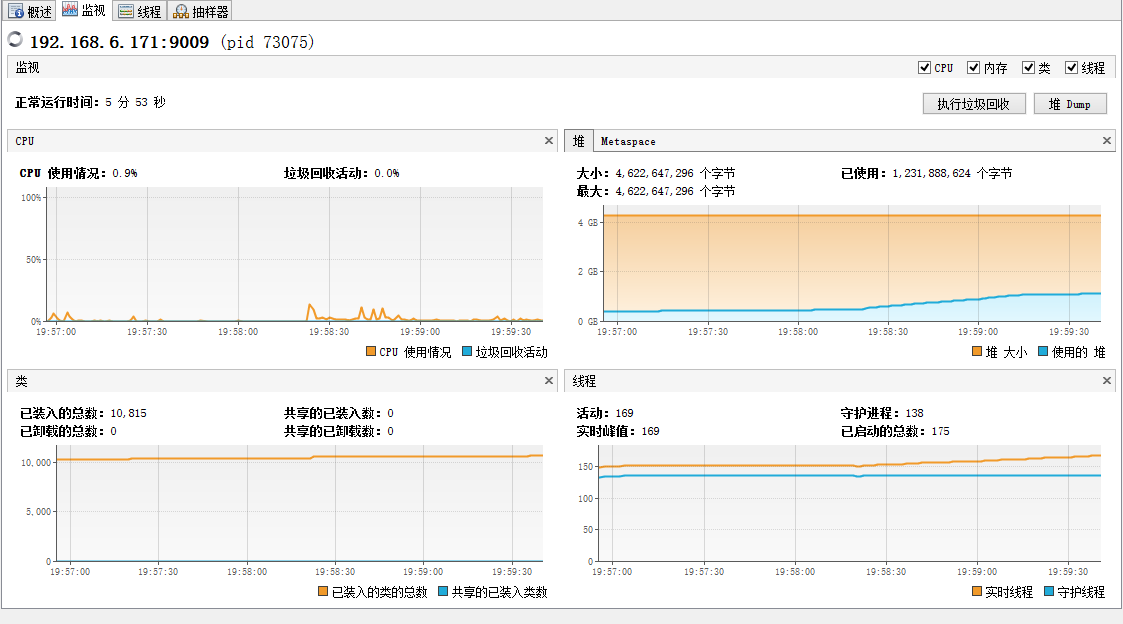 概述 监视 线程 抽样器
192.168.6.171:9009 (pid 73075)
监视 CPU 内存 类 线程
正常运行时间: 5 分 53 秒 执行垃圾回收 堆 Dump
CPU
CPU 使用情况: 0.9% 垃圾回收活动: 0.0%
100%
50%
0%
19:57:00 19:57:30 19:58:00 19:58:30 19:59:00 19:59:30
CPU 使用情况 垃圾回收活动
堆 Metaspace
大小: 4,622,647,296 个字节 已使用: 1,231,888,624 个字节
最大: 4,622,647,296 个字节
4 GB
2 GB
0 GB
19:57:00 19:57:30 19:58:00 19:58:30 19:59:00 19:59:30
堆 大小 使用的 堆
类
已装入的总数: 10,815 共享的已装入数: 0
已卸载的总数: 0 共享的已卸载数: 0
10,000
5,000
0
19:57:00 19:57:30 19:58:00 19:58:30 19:59:00 19:59:30
已装入的类的总数 共享的已装入类数
线程
活动: 169 守护进程: 138
实时峰值: 169 已启动的总数: 175
150
100
50
0
19:57:00 19:57:30 19:58:00 19:58:30 19:59:00 19:59:30
实时线程 守护线程